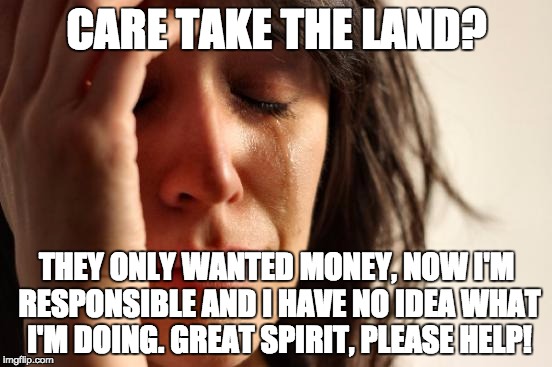 CARE TAKE THE LAND?
THEY ONLY WANTED MONEY, NOW I'M
RESPONSIBLE AND I HAVE NO IDEA WHAT
I'M DOING. GREAT SPIRIT, PLEASE HELP!
imgflip.com